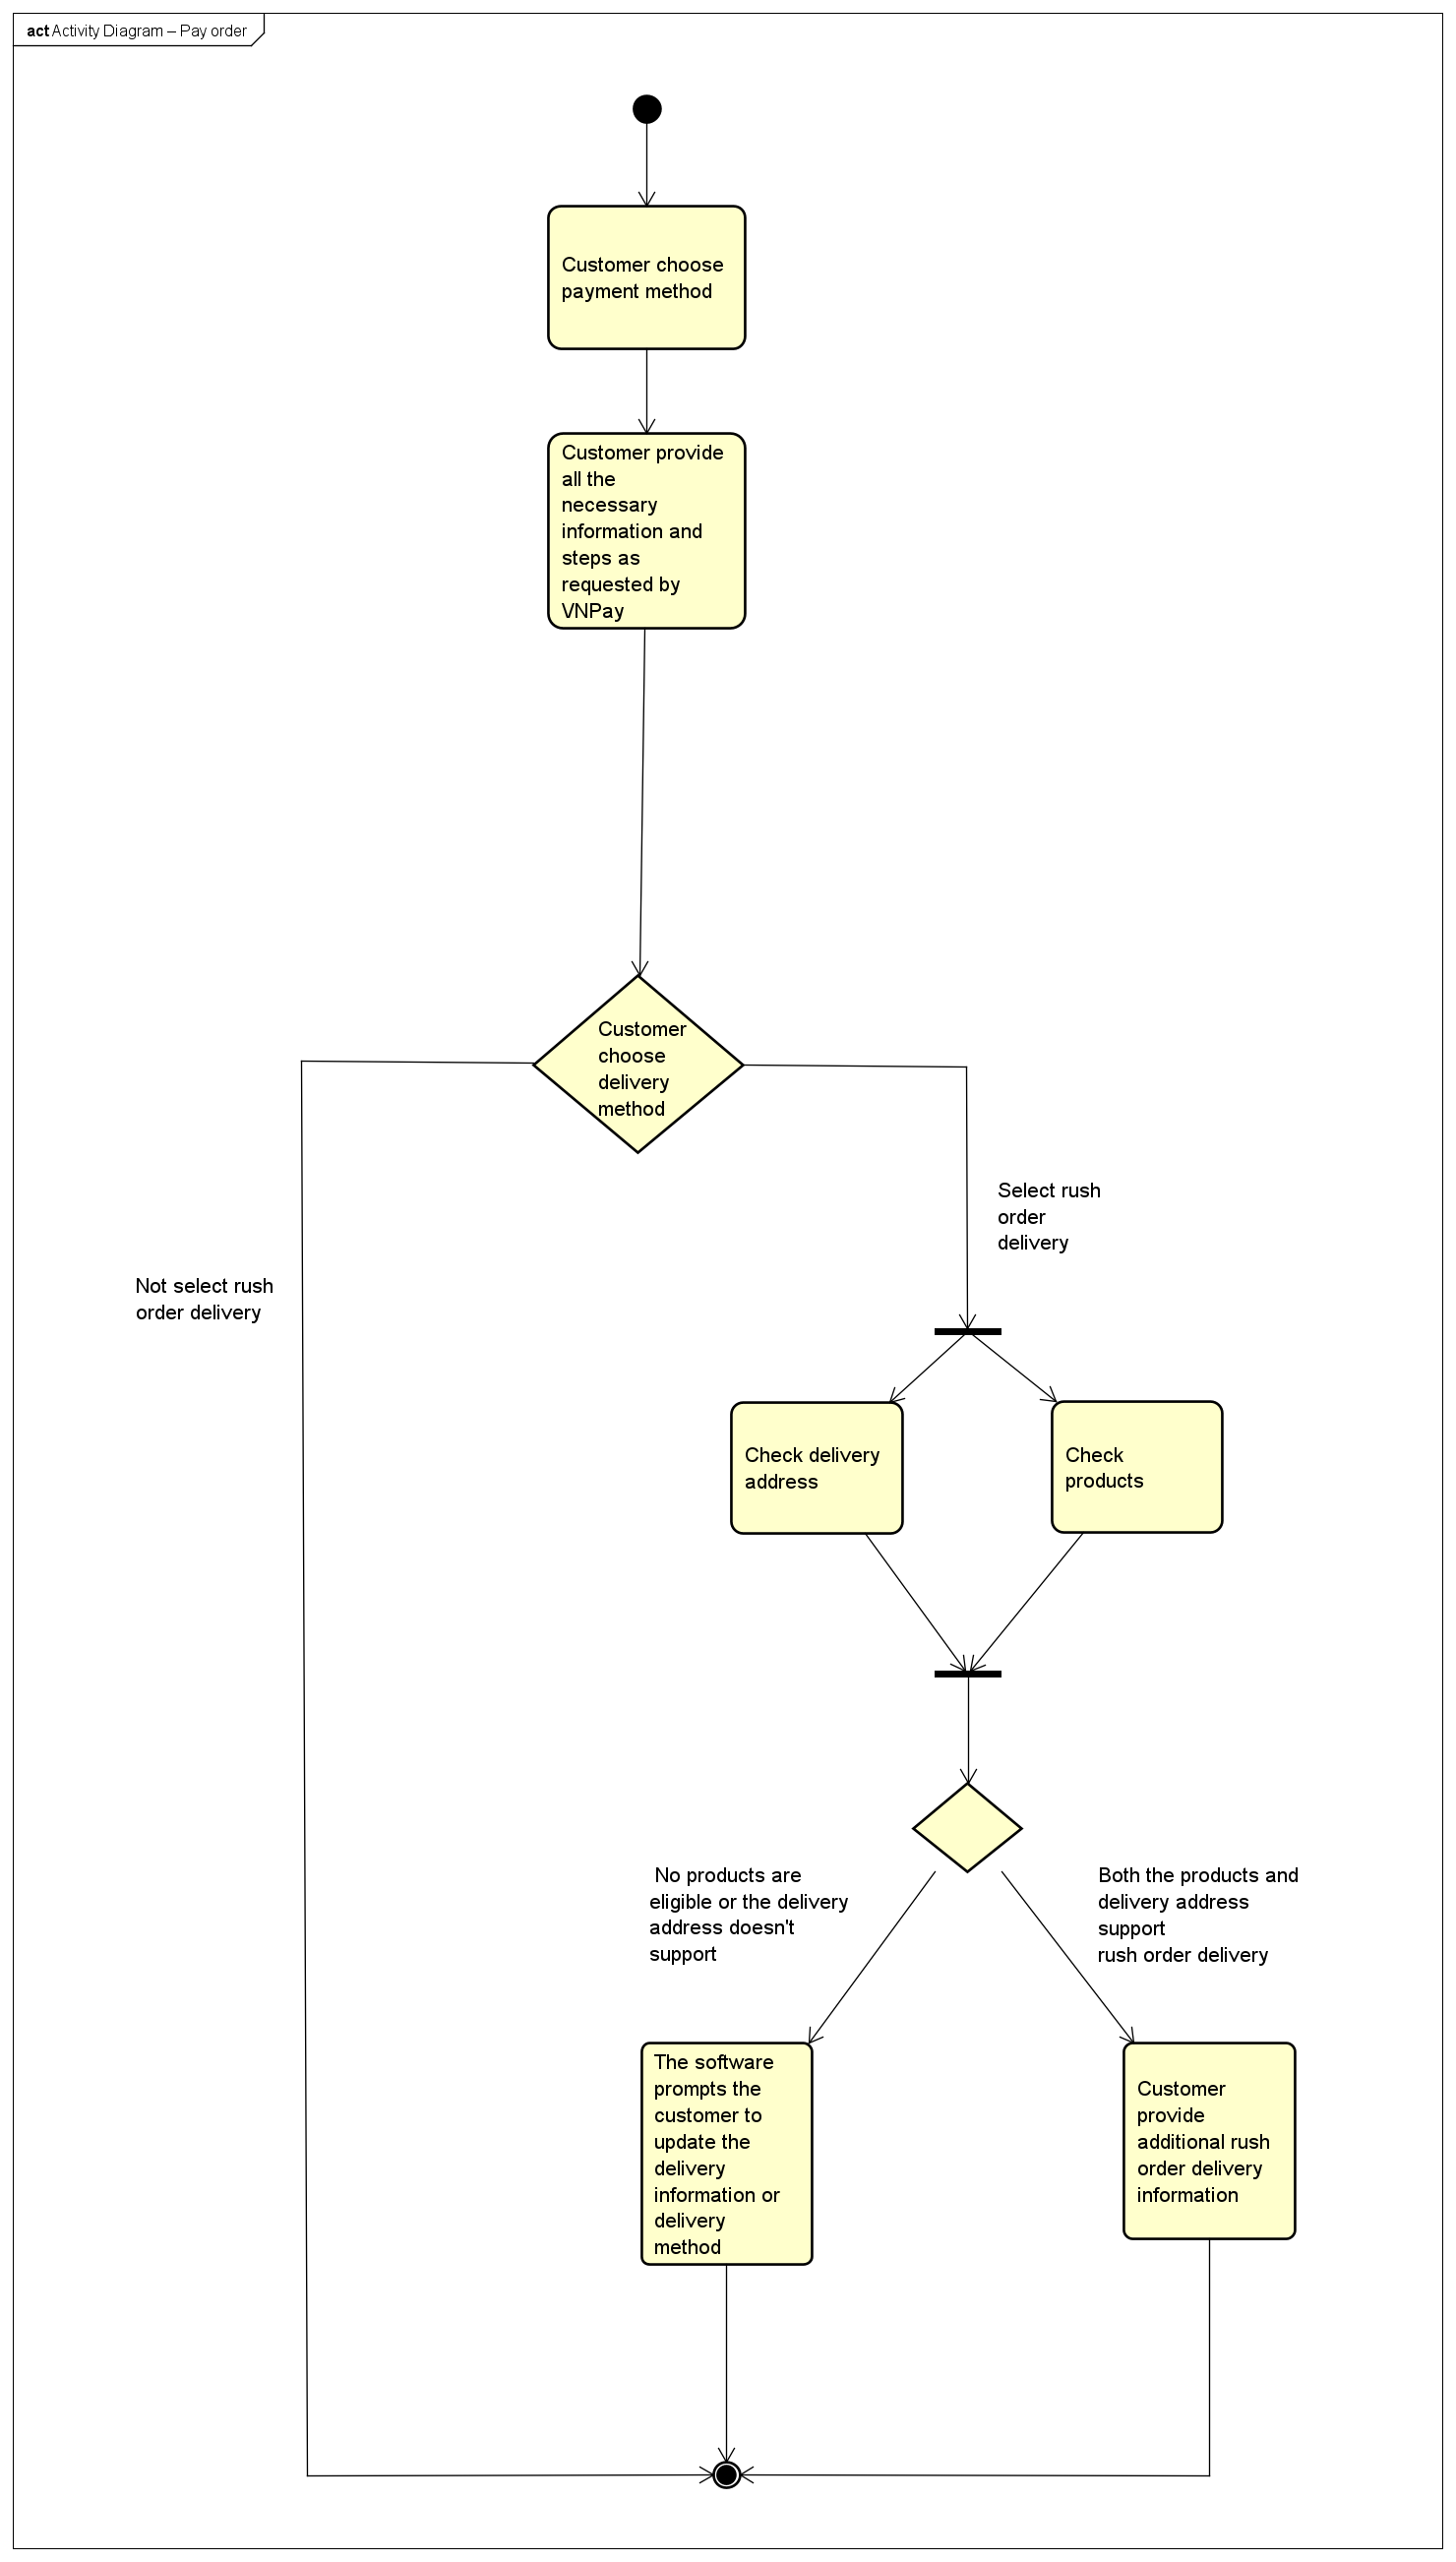 act Activity Diagram – Pay order
Customer choose
payment method
Customer provide
all the
necessary
information and
steps as
requested by
VNPay
Customer
choose
delivery
method
Select rush
order
delivery
Not select rush
order delivery
Check delivery
address
Check
products
No products are
eligible or the delivery
address doesn't
support
Both the products and
delivery address
support
rush order delivery
The software
prompts the
customer to
update the
delivery
information or
delivery
method
Customer
provide
additional rush
order delivery
information